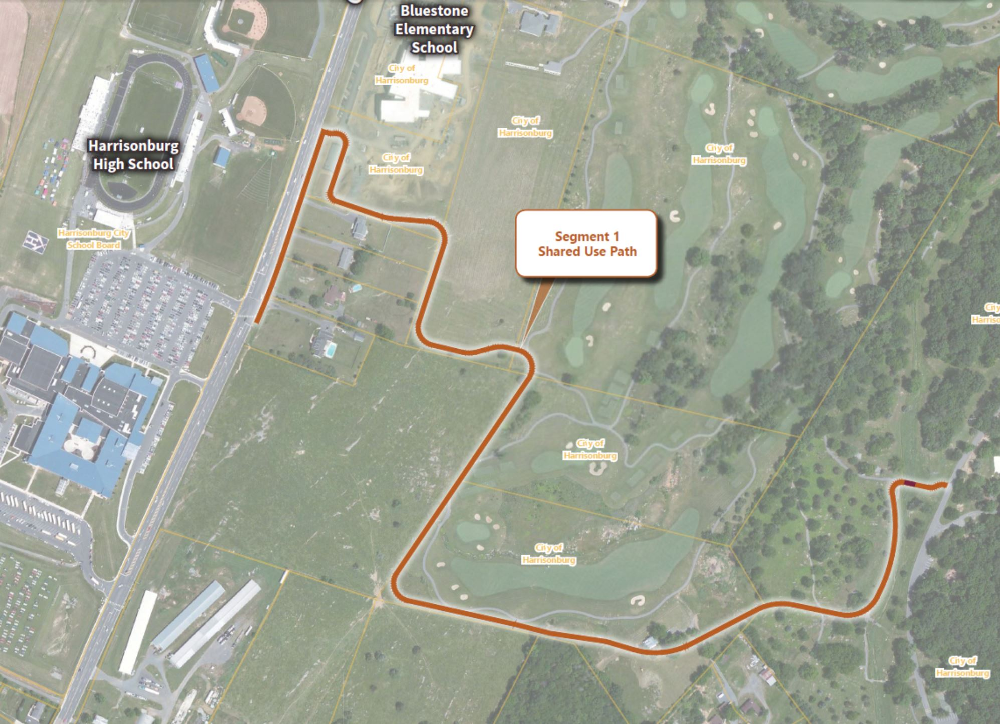 Bluestone
Elementary
School
City of
Harrisonburg
City of
Harrisonburg
City of
Harrisonburg
City of
Harrisonburg
Harrisonburg
High School
Harrisonburg City
School Board
H
Segment 1
Shared Use Path
City of
Harrisonburg
City of
Harrisonburg
City of
Harrisonburg